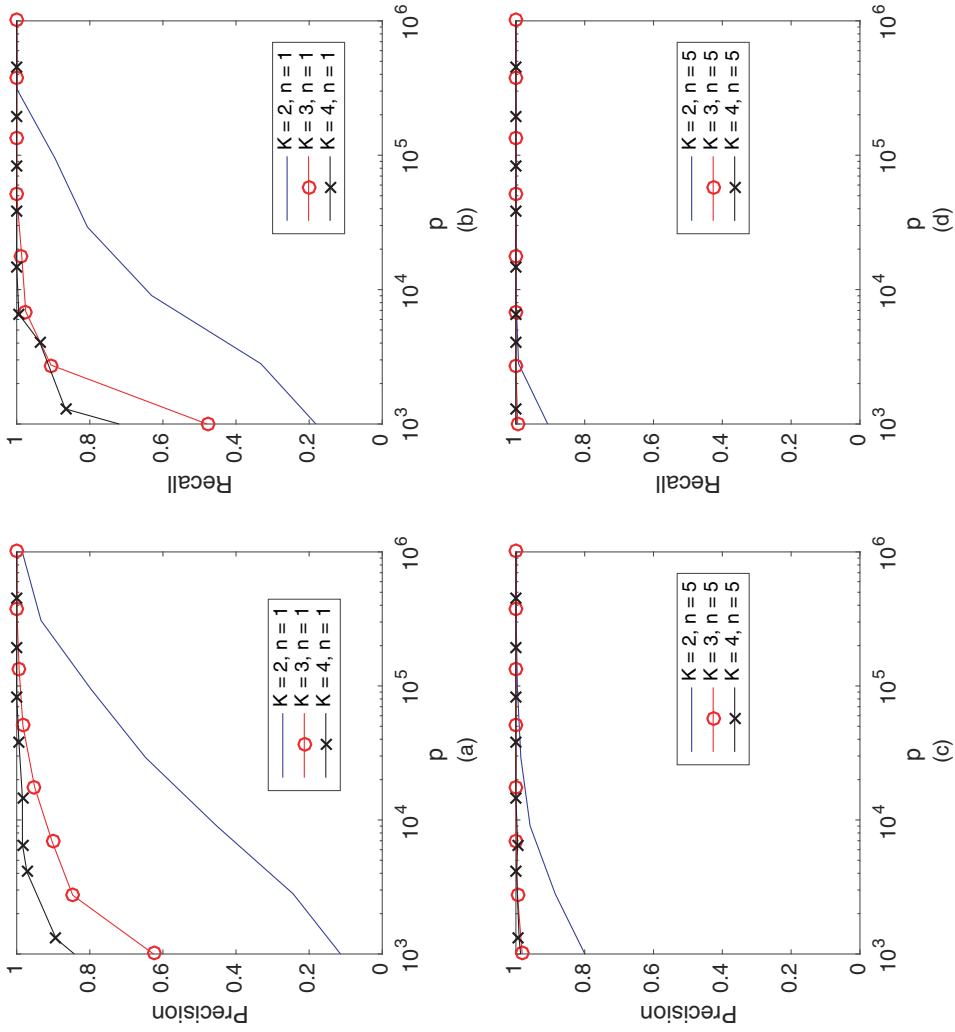 Precision
1
0.8
0.6
0.4
0.2
0
K = 2, n = 1
K = 3, n = 1
K = 4, n = 1
10^3
10^4
10^5
10^6
p
(a)
Recall
1
0.8
0.6
0.4
0.2
0
K = 2, n = 1
K = 3, n = 1
K = 4, n = 1
10^3
10^4
10^5
10^6
p
(b)
Precision
1
0.8
0.6
0.4
0.2
0
K = 2, n = 5
K = 3, n = 5
K = 4, n = 5
10^3
10^4
10^5
10^6
p
(c)
Recall
1
0.8
0.6
0.4
0.2
0
K = 2, n = 5
K = 3, n = 5
K = 4, n = 5
10^3
10^4
10^5
10^6
p
(d)